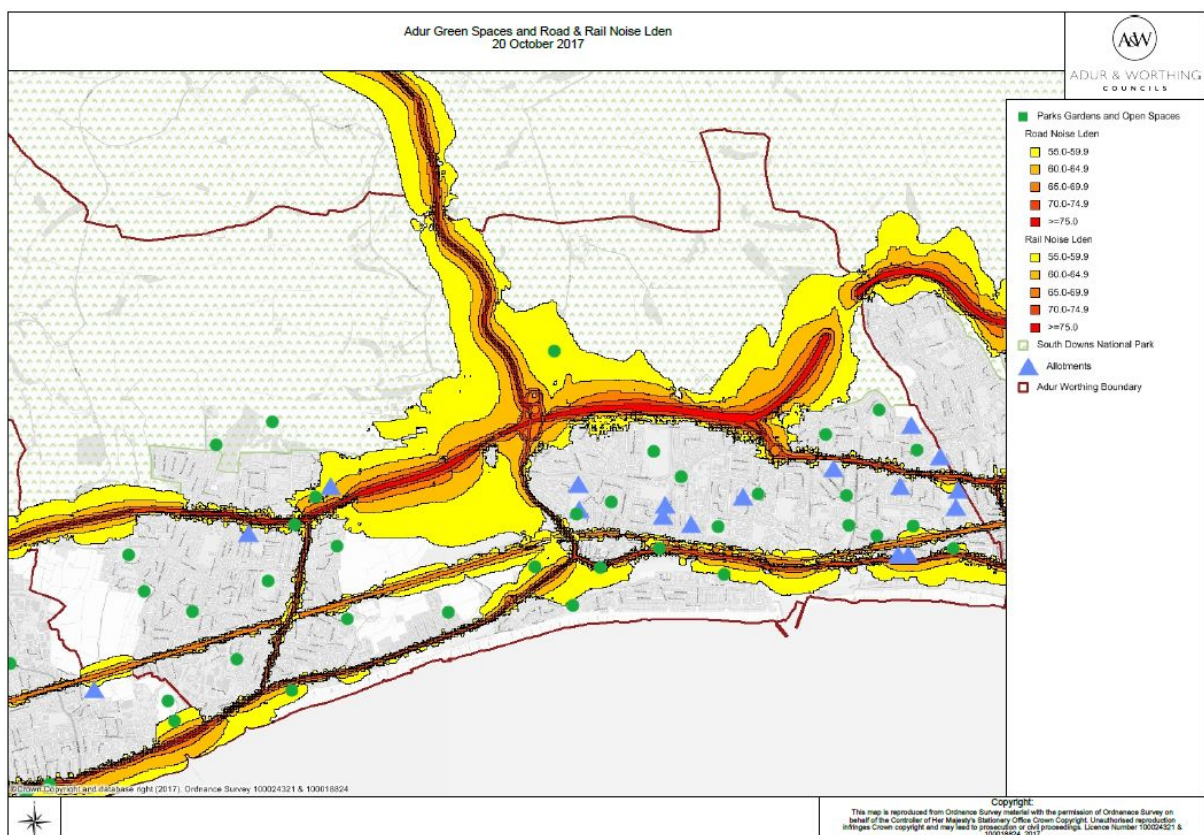 Adur Green Spaces and Road & Rail Noise Lden
20 October 2017
A&W
ADUR & WORTHING
COUNCILS
Parks Gardens and Open Spaces
Road Noise Lden
55.0-59.9
60.0-64.9
65.0-69.9
70.0-74.9
>=75.0
Rail Noise Lden
55.0-59.9
60.0-64.9
65.0-69.9
70.0-74.9
>=75.0
South Downs National Park
Allotments
Adur Worthing Boundary
©Crown Copyright and database right (2017). Ordnance Survey 100024321 & 100018824
Copyright:
This map is reproduced from Ordnance Survey material with the permission of Ordnance Survey on
behalf of the Controller of Her Majesty's Stationery Office Crown Copyright. Unauthorised reproduction
infringes Crown copyright and may lead to prosecution or civil proceedings. Licence Number 100024321 &
100018824, 2017